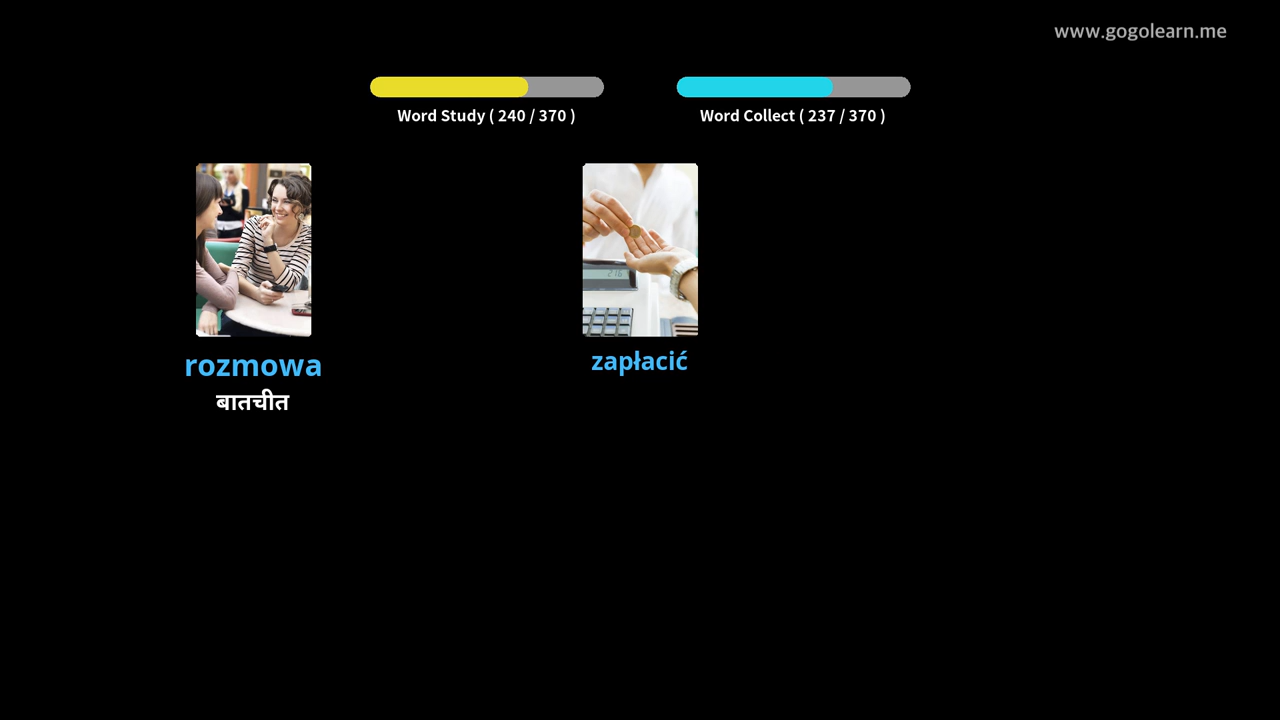 www.gogolearn.me
Word Study ( 240 / 370 )
Word Collect ( 237 / 370 )
rozmowa
बातचीत
zapłacić